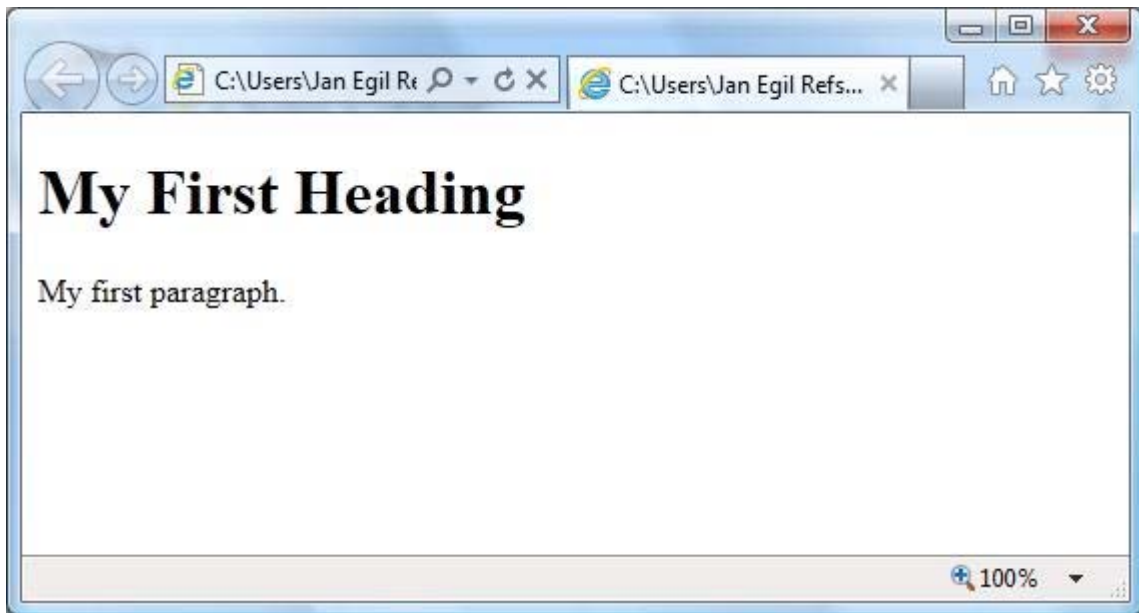 C:\Users\Jan Egil Re
C:\Users\Jan Egil Refs...
My First Heading
My first paragraph.
100%